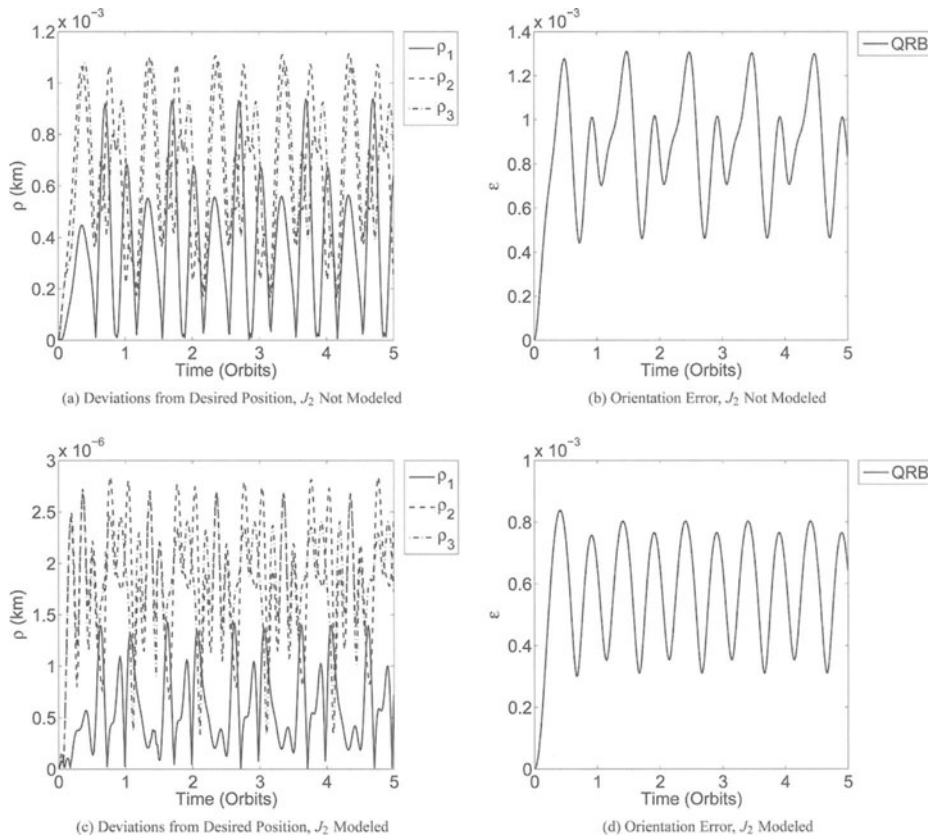 x 10⁻³
1.2
1
0.8
0.6
0.4
0.2
0
ρ (km)
0 1 2 3 4 5
Time (Orbits)
ρ₁
ρ₂
ρ₃
(a) Deviations from Desired Position, J₂ Not Modeled
x 10⁻³
1.4
1.2
1
0.8
0.6
0.4
0.2
0
ε
0 1 2 3 4 5
Time (Orbits)
QRB
(b) Orientation Error, J₂ Not Modeled
x 10⁻⁶
3
2.5
2
1.5
1
0.5
0
ρ (km)
0 1 2 3 4 5
Time (Orbits)
ρ₁
ρ₂
ρ₃
(c) Deviations from Desired Position, J₂ Modeled
x 10⁻³
1
0.8
0.6
0.4
0.2
0
ε
0 1 2 3 4 5
Time (Orbits)
QRB
(d) Orientation Error, J₂ Modeled